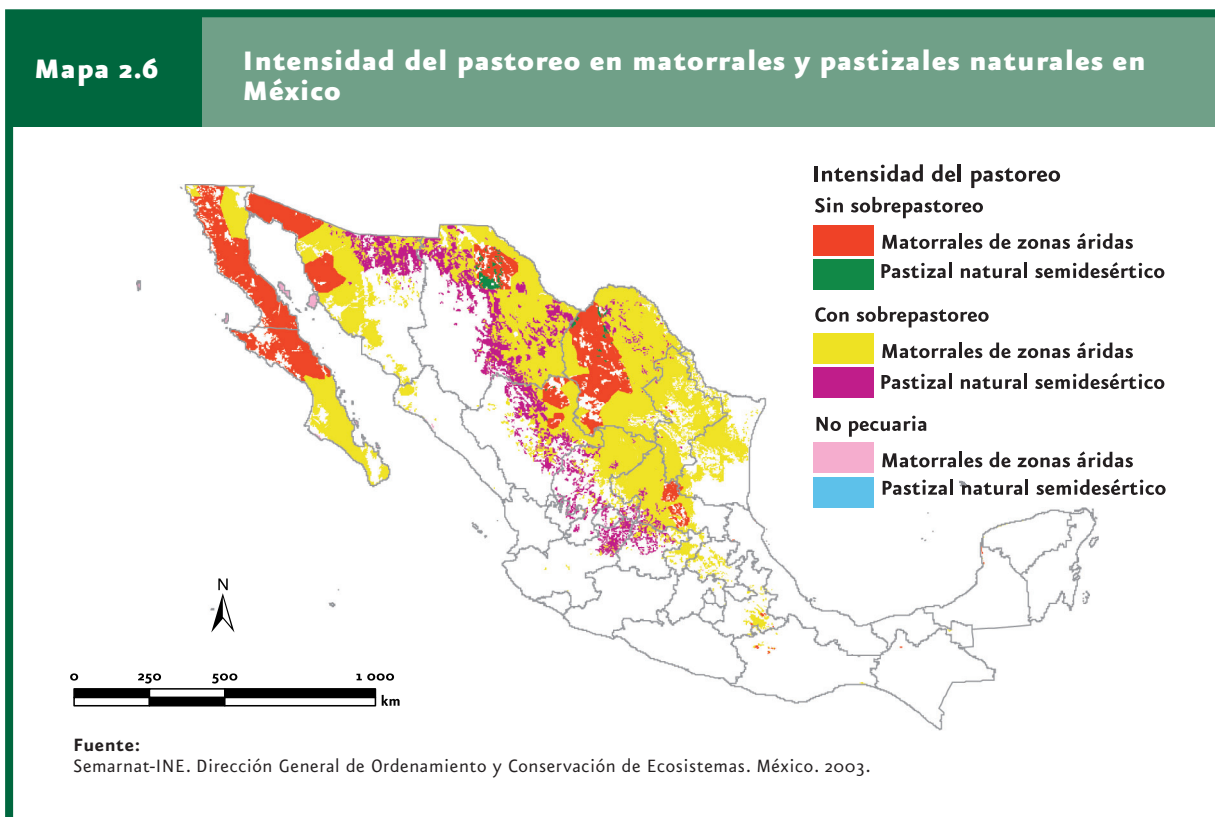 Mapa 2.6
Intensidad del pastoreo en matorrales y pastizales naturales en
México
Intensidad del pastoreo
Sin sobrepastoreo
Matorrales de zonas áridas
Pastizal natural semidesértico
Con sobrepastoreo
Matorrales de zonas áridas
Pastizal natural semidesértico
No pecuaria
Matorrales de zonas áridas
Pastizal natural semidesértico
N
0 250 500 1 000
km
Fuente:
Semarnat-INE. Dirección General de Ordenamiento y Conservación de Ecosistemas. México. 2003.